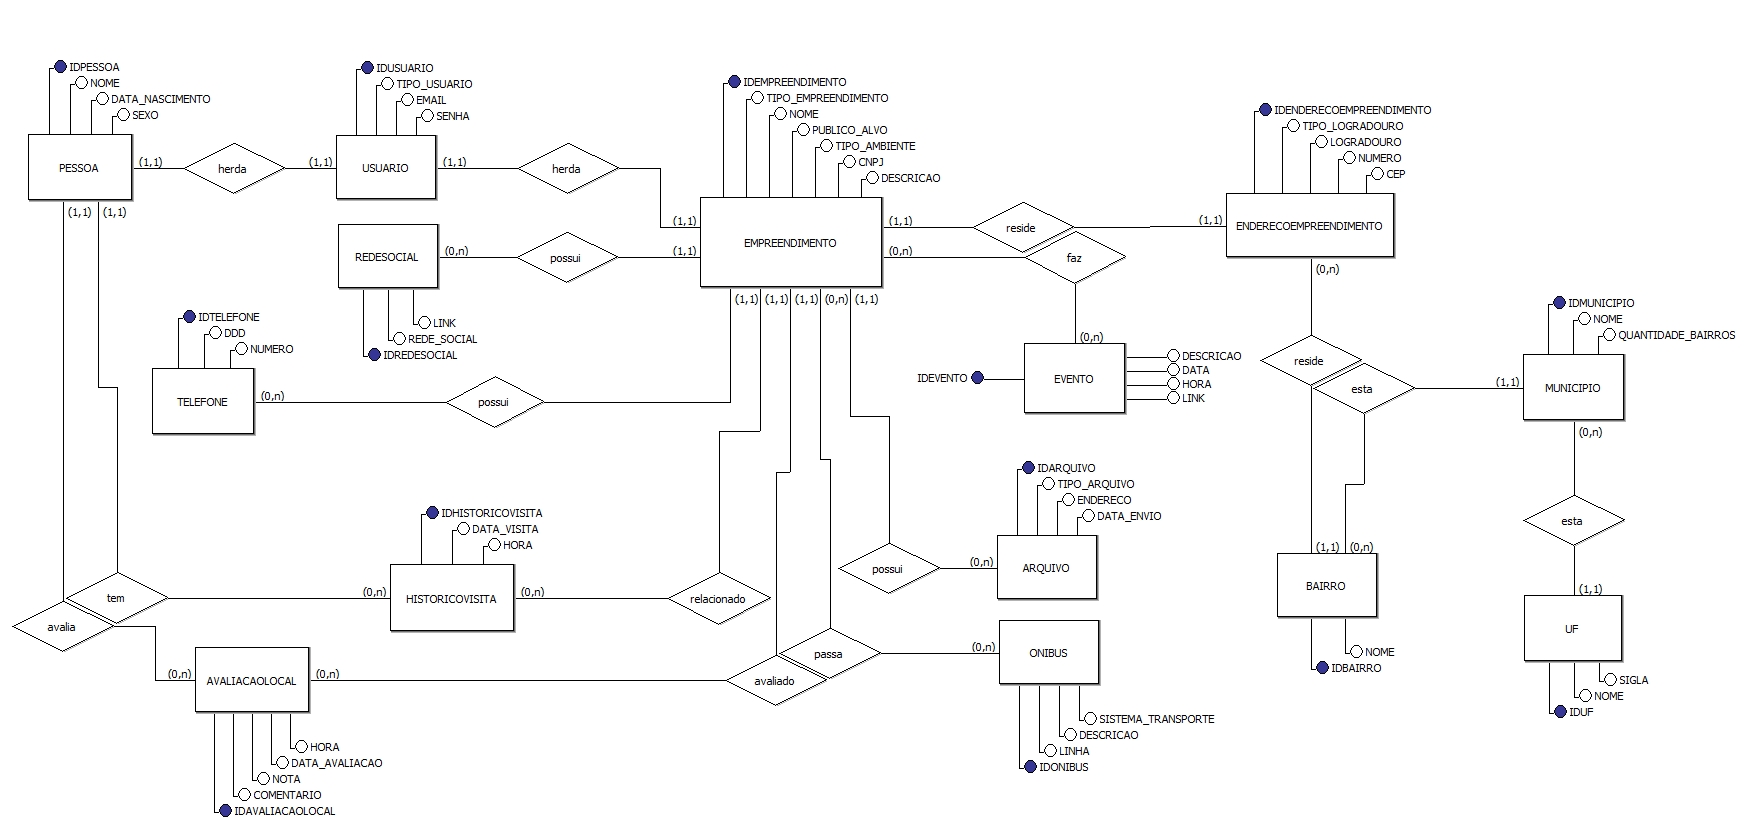 IDPESSOA
NOME
DATA_NASCIMENTO
SEXO
PESSOA
(1,1)
(1,1)
(1,1)
herda
IDUSUARIO
TIPO_USUARIO
EMAIL
SENHA
(1,1)
USUARIO
(1,1)
herda
(1,1)
IDEMPREENDIMENTO
TIPO_EMPREENDIMENTO
NOME
PUBLICO_ALVO
TIPO_AMBIENTE
CNPJ
DESCRICAO
EMPREENDIMENTO
(1,1)
reside
(1,1)
IDENDERECOEMPREENDIMENTO
TIPO_LOGRADOURO
LOGRADOURO
NUMERO
CEP
ENDERECOEMPREENDIMENTO
(0,n)
REDESOCIAL
(0,n)
possui
(1,1)
LINK
REDE_SOCIAL
IDREDESOCIAL
(0,n)
faz
(0,n)
IDEVENTO
EVENTO
DESCRICAO
DATA
HORA
LINK
(1,1)
(1,1)
(1,1)
(0,n)
(1,1)
IDTELEFONE
DDD
NUMERO
TELEFONE
(0,n)
possui
reside
esta
(1,1)
IDMUNICIPIO
NOME
QUANTIDADE_BAIRROS
MUNICIPIO
(0,n)
esta
(1,1)
UF
SIGLA
NOME
IDUF
(1,1)
(0,n)
BAIRRO
NOME
IDBAIRRO
IDARQUIVO
TIPO_ARQUIVO
ENDERECO
DATA_ENVIO
possui
(0,n)
ARQUIVO
IDHISTORICOVISITA
DATA_VISITA
HORA
tem
(0,n)
HISTORICOVISITA
(0,n)
relacionado
avalia
(0,n)
AVALIACAOLOCAL
(0,n)
avaliado
passa
(0,n)
ONIBUS
SISTEMA_TRANSPORTE
DESCRICAO
LINHA
IDONIBUS
HORA
DATA_AVALIACAO
NOTA
COMENTARIO
IDAVALIACAOLOCAL